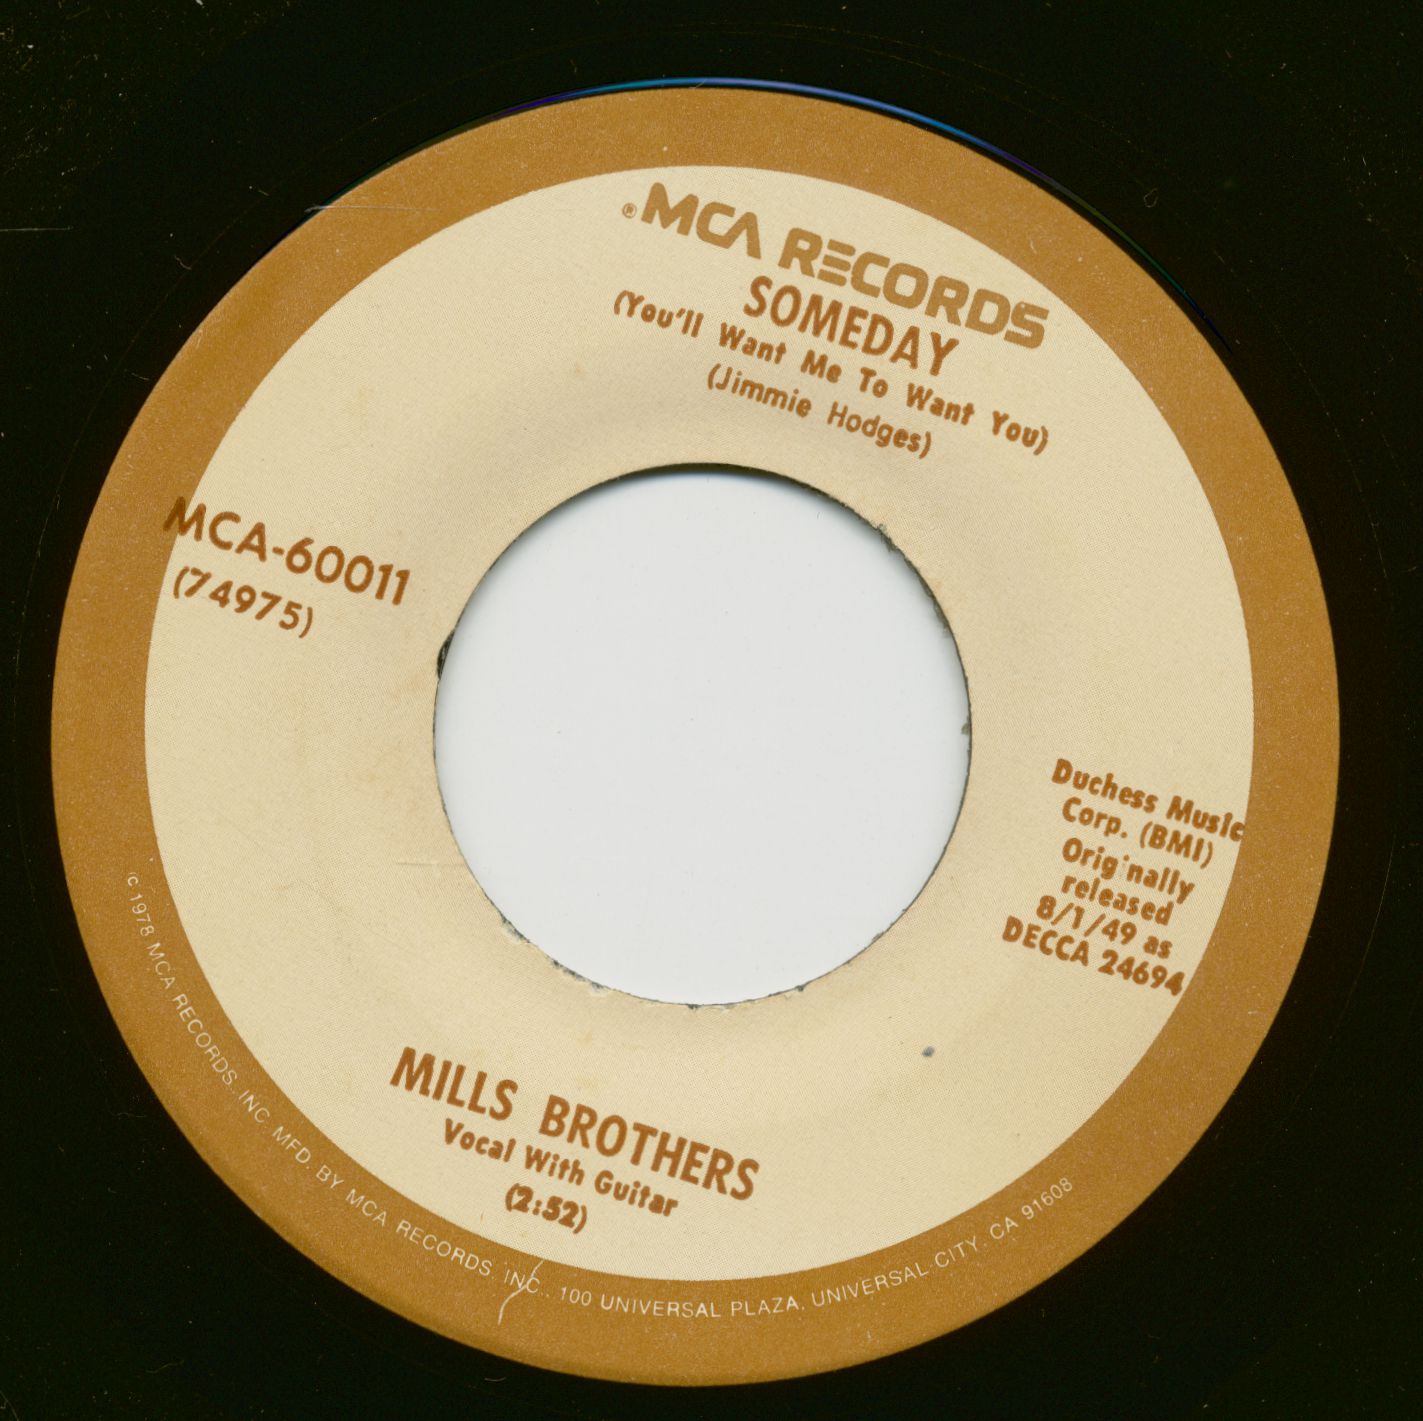 ® MCA RECORDS
SOMEDAY
(You'll Want Me To Want You)
(Jimmie Hodges)
MCA-60011
(74975)
Duchess Music
Corp. (BMI)
Originally
released
8/1/49 as
DECCA 24694
MILLS BROTHERS
Vocal With Guitar
(2:52)
© 1978 MCA RECORDS, INC. MFD. BY MCA RECORDS, INC., 100 UNIVERSAL PLAZA, UNIVERSAL CITY, CA 91608